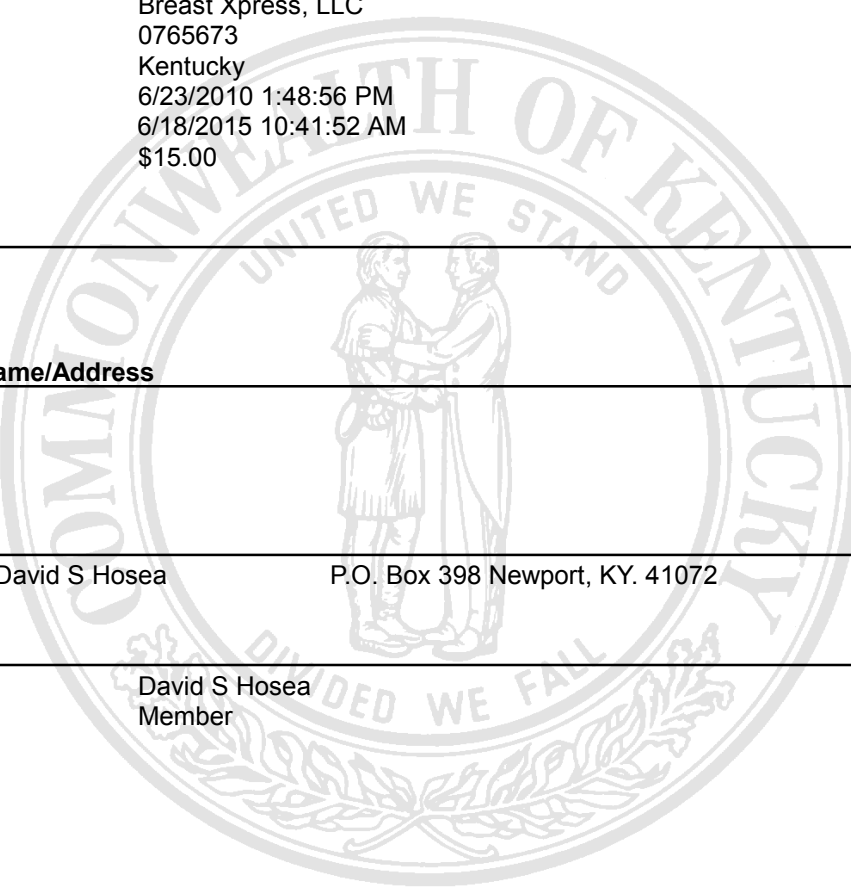 Breast Xpress, LLC
0765673
Kentucky
6/23/2010 1:48:56 PM
6/18/2015 10:41:52 AM
$15.00
COMMONWEALTH OF KENTUCKY
UNITED WE STAND
ame/Address
David S Hosea P.O. Box 398 Newport, KY. 41072
DIVIDED WE FALL
David S Hosea
Member